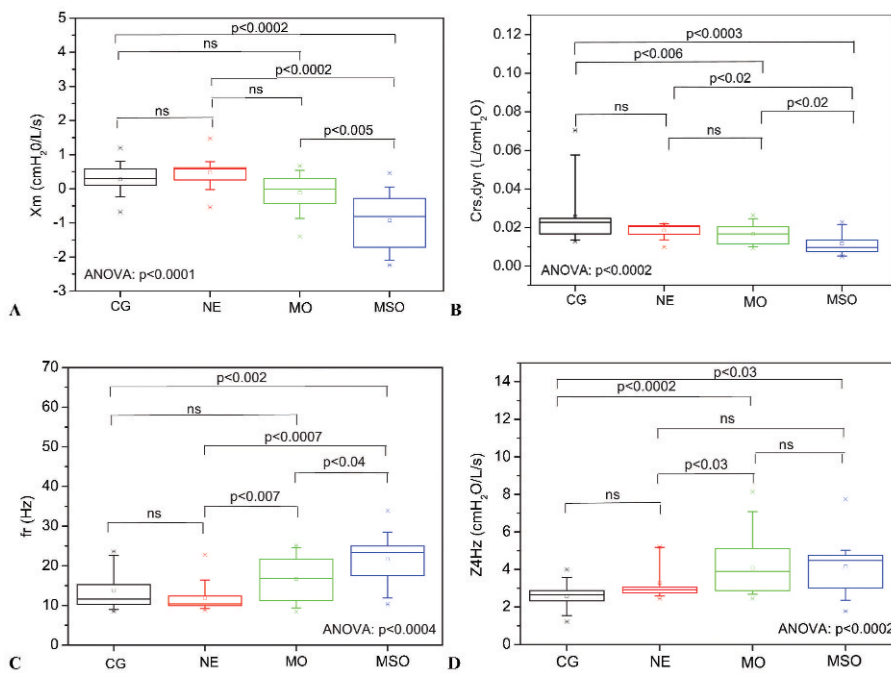 p<0.0002
ns
p<0.0002
ns
ns
p<0.005
5
4
3
2
1
0
-1
-2
-3
Xm (cmH₂0/L/s)
ANOVA: p<0.0001
CG NE MO MSO
A
p<0.0003
p<0.006
p<0.02
ns
p<0.02
ns
0.12
0.10
0.08
0.06
0.04
0.02
0.00
Crs,dyn (L/cmH₂O)
ANOVA: p<0.0002
CG NE MO MSO
B
p<0.002
ns
p<0.0007
p<0.04
p<0.007
ns
70
60
50
40
30
20
10
0
fr (Hz)
ANOVA: p<0.0004
CG NE MO MSO
C
p<0.03
p<0.0002
ns
ns
p<0.03
ns
14
12
10
8
6
4
2
0
Z4Hz (cmH₂O/L/s)
ANOVA: p<0.0002
CG NE MO MSO
D